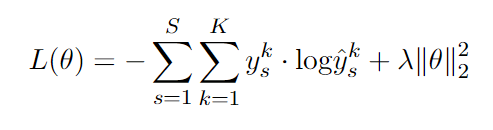 L(θ) = − ∑_{s=1}^{S} ∑_{k=1}^{K} y_s^k · log ŷ_s^k + λ‖θ‖_2^2